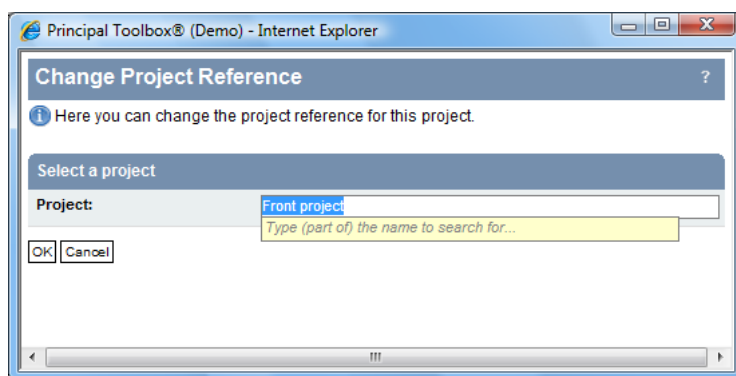 Principal Toolbox® (Demo) - Internet Explorer
Change Project Reference ?
Here you can change the project reference for this project.
Select a project
Project: Front project
Type (part of) the name to search for...
OK Cancel